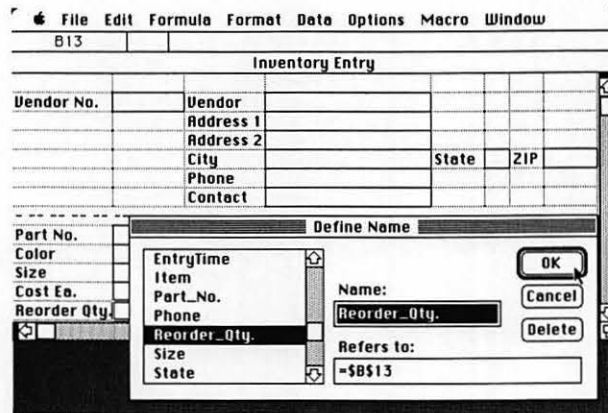 File Edit Formula Format Data Options Macro Window
B13
Inventory Entry
Vendor No. Vendor
Address 1
Address 2
City State ZIP
Phone
Contact
Part No.
Color
Size
Cost Ea.
Reorder Qty.
Define Name
EntryTime
Item
Part_No.
Phone
Reorder_Qty.
Size
State
Name:
Reorder_Qty.
Refers to:
=$B$13
OK
Cancel
Delete